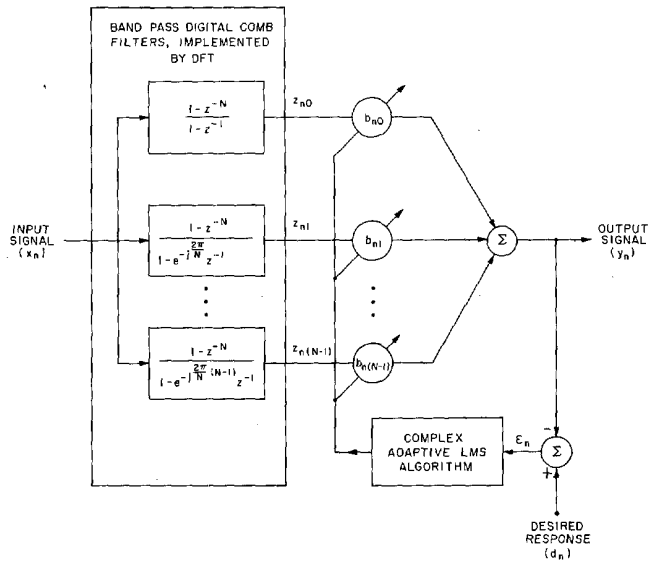 BAND PASS DIGITAL COMB
FILTERS, IMPLEMENTED
BY DFT
1-z^-N
1-z^-1
z_n0
b_n0
INPUT
SIGNAL
(x_n)
1-z^-N
1-e^-j 2π/N z^-1
z_n1
b_n1
Σ
OUTPUT
SIGNAL
(y_n)
1-z^-N
1-e^-j 2π/N (N-1) z^-1
z_n(N-1)
b_n(N-1)
COMPLEX
ADAPTIVE LMS
ALGORITHM
ε_n
-
Σ
+
DESIRED
RESPONSE
(d_n)